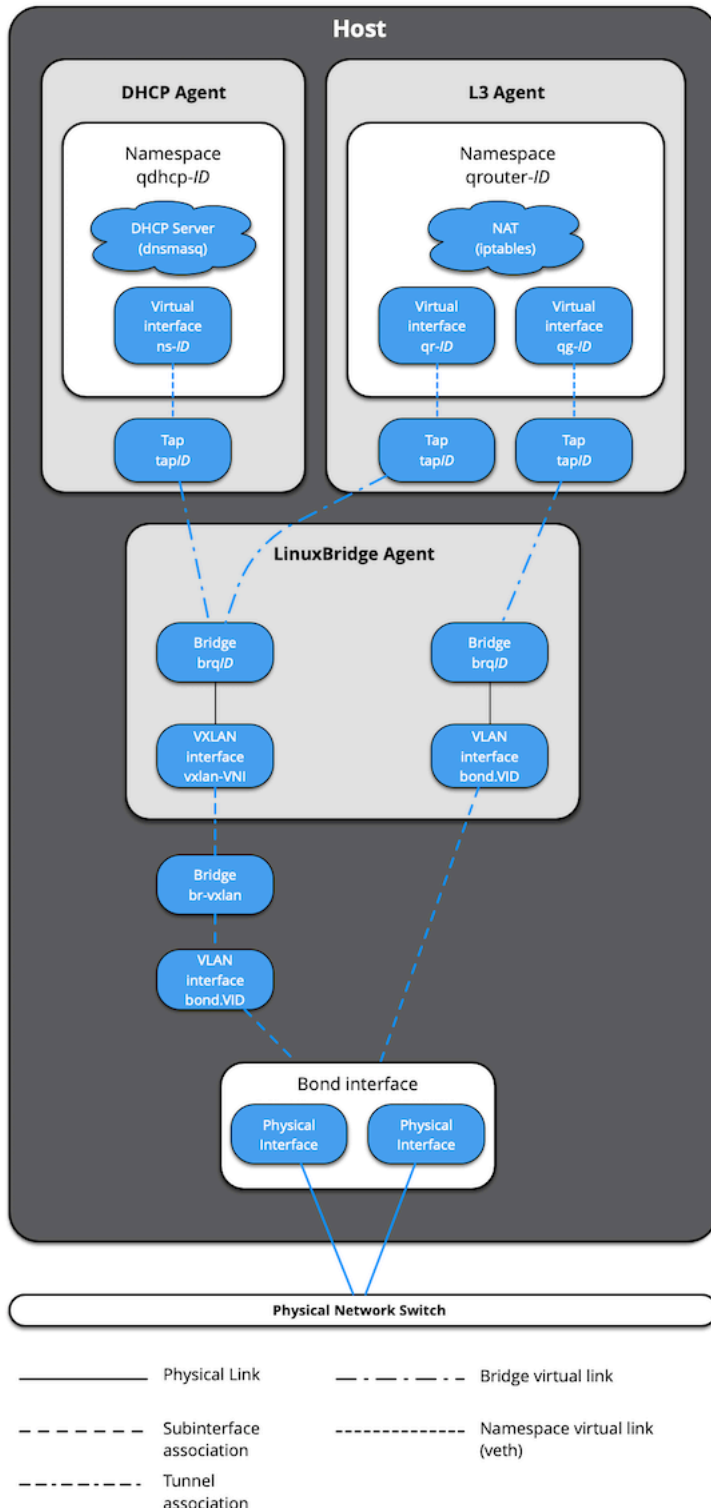 Host
DHCP Agent
Namespace
qdhcp-ID
DHCP Server
(dnsmasq)
Virtual
interface
ns-ID
Tap
tapID
L3 Agent
Namespace
qrouter-ID
NAT
(iptables)
Virtual
interface
qr-ID
Virtual
interface
qg-ID
Tap
tapID
Tap
tapID
LinuxBridge Agent
Bridge
brqID
Bridge
brqID
VXLAN
interface
vxlan-VNI
VLAN
interface
bond.VID
Bridge
br-vxlan
VLAN
interface
bond.VID
Bond interface
Physical
Interface
Physical
Interface
Physical Network Switch
Physical Link
Bridge virtual link
Subinterface
association
Namespace virtual link
(veth)
Tunnel
association